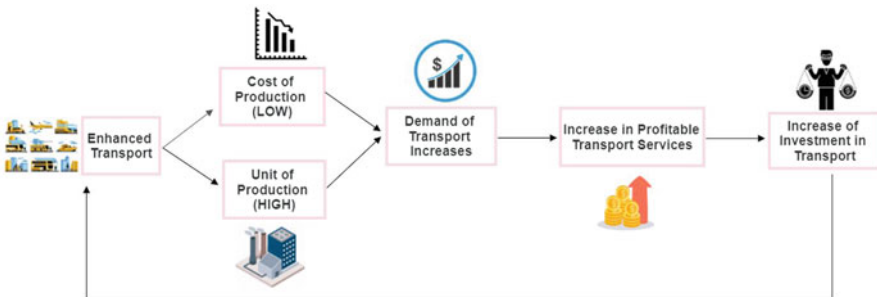 Enhanced
Transport
Cost of
Production
(LOW)
Unit of
Production
(HIGH)
$
Demand of
Transport
Increases
Increase in Profitable
Transport Services
$
Increase of
Investment in
Transport